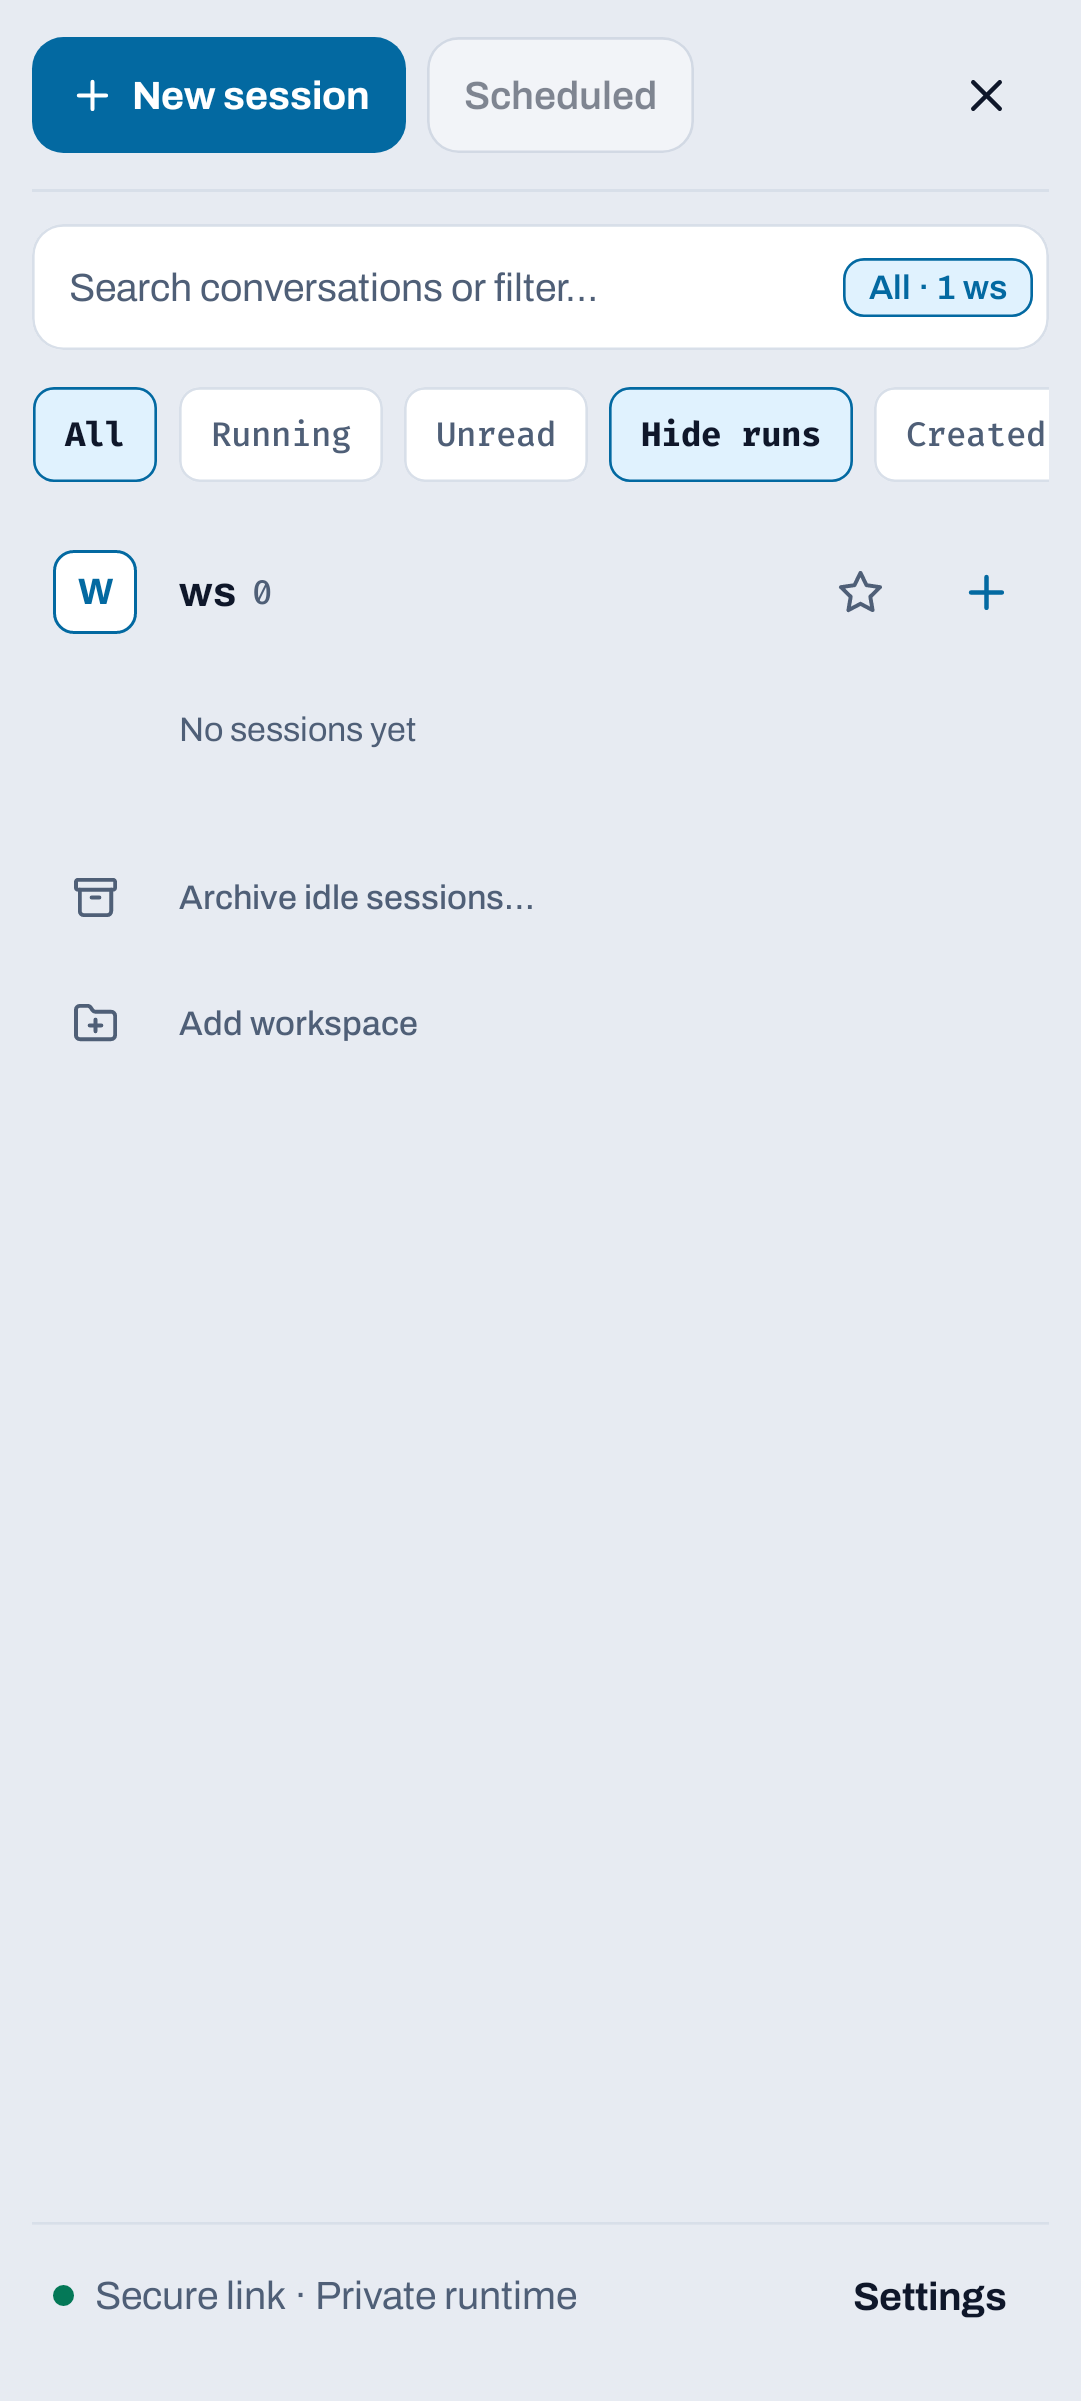 New session
Scheduled
Search conversations or filter...
All · 1 ws
All
Running
Unread
Hide runs
Created
W
ws 0
No sessions yet
Archive idle sessions...
Add workspace
Secure link · Private runtime
Settings